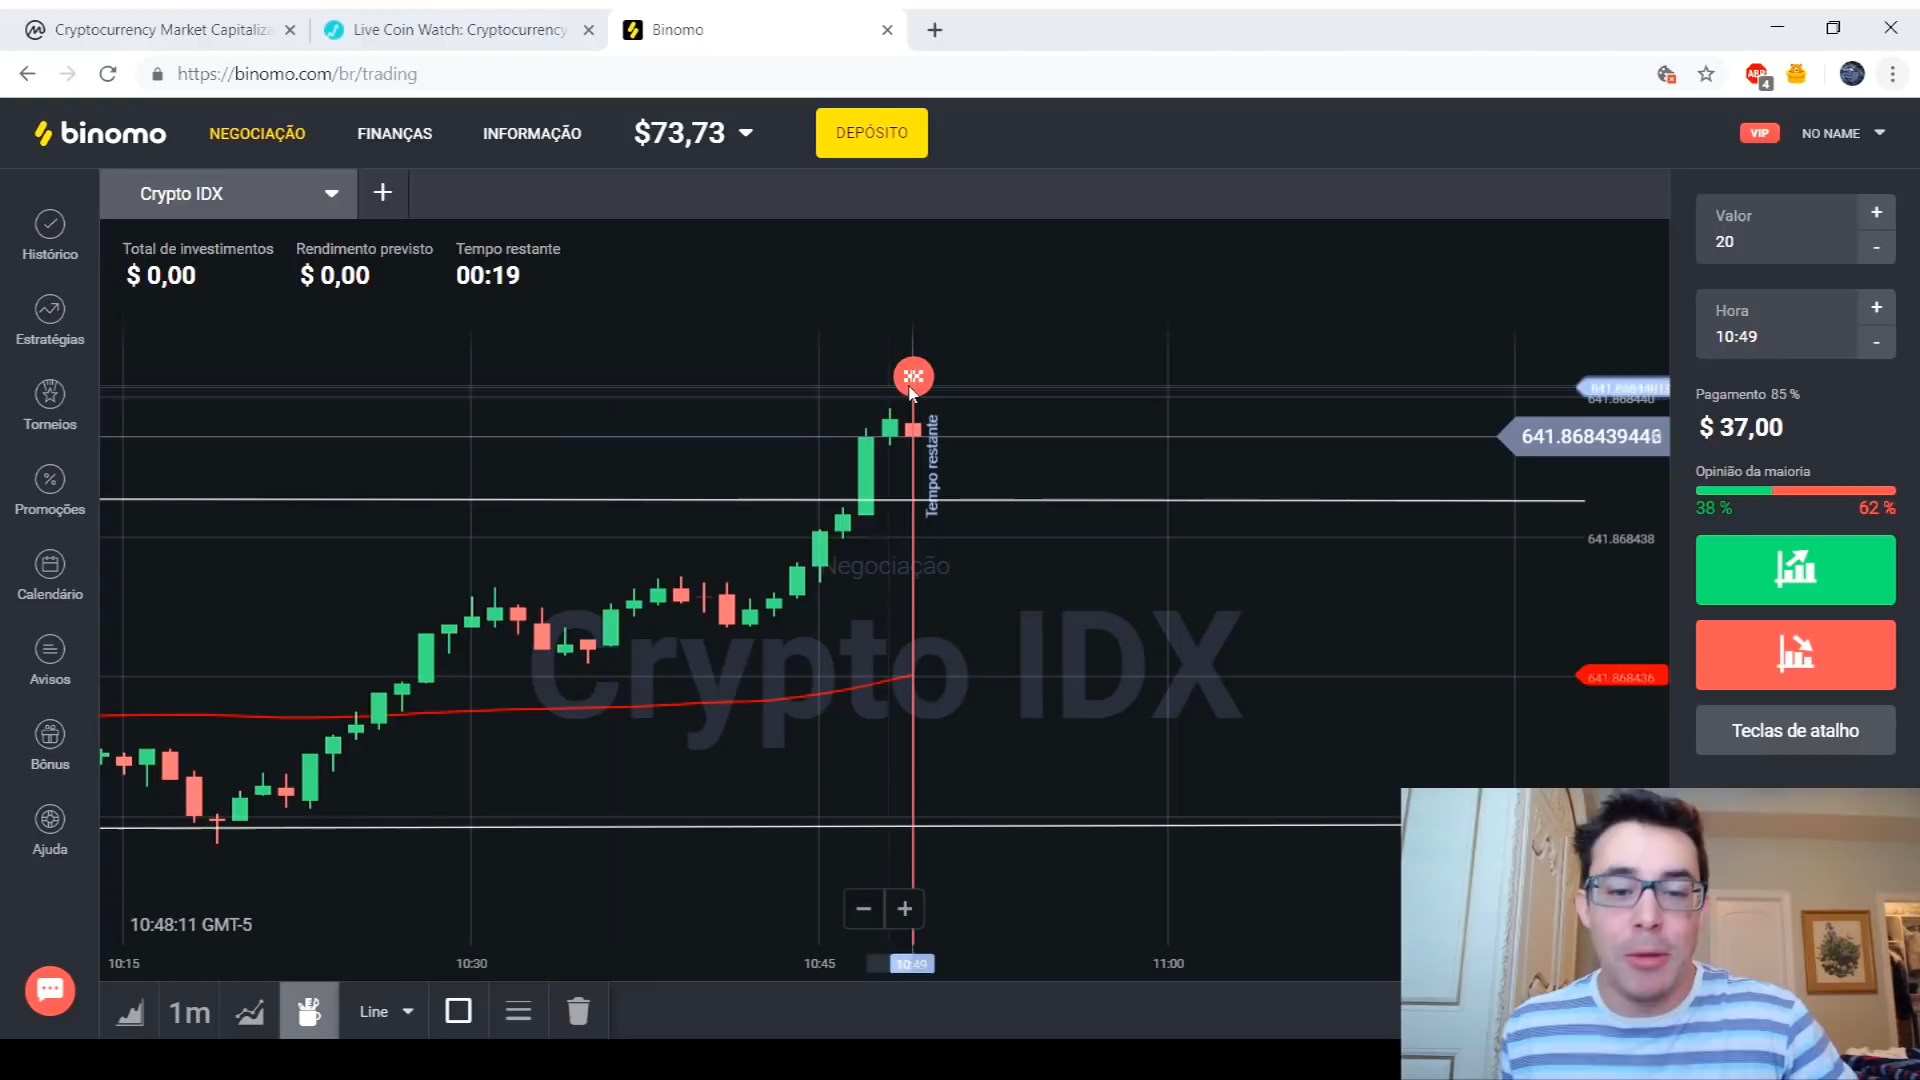 Cryptocurrency Market Capitaliza
Live Coin Watch: Cryptocurrency
Binomo
https://binomo.com/br/trading
ABP
4
binomo
NEGOCIAÇÃO
FINANÇAS
INFORMAÇÃO
$73,73
DEPÓSITO
VIP
NO NAME
Crypto IDX
Histórico
Estratégias
Torneios
Promoções
Calendário
Avisos
Bônus
Ajuda
Total de investimentos
$ 0,00
Rendimento previsto
$ 0,00
Tempo restante
00:19
Tempo restante
641.868440
641.868438
641.868436
Negociação
Crypto IDX
10:48:11 GMT-5
10:15
10:30
10:45
10:49
11:00
1m
Line
Valor
20
Hora
10:49
Pagamento 85 %
$ 37,00
Opinião da maioria
38 %
62 %
Teclas de atalho